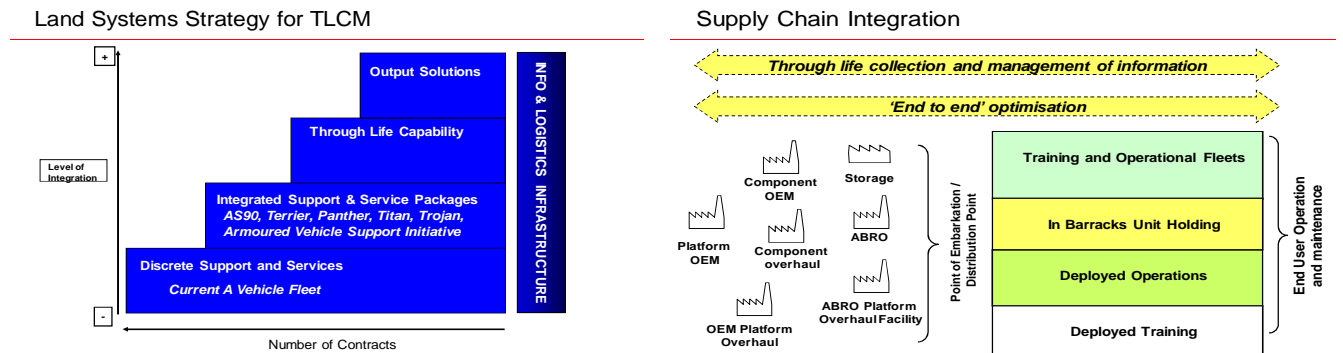 Land Systems Strategy for TLCM
+
Output Solutions
Through Life Capability
Level of
Integration
Integrated Support & Service Packages
AS90, Terrier, Panther, Titan, Trojan,
Armoured Vehicle Support Initiative
Discrete Support and Services
Current A Vehicle Fleet
-
Number of Contracts
INFO & LOGISTICS INFRASTRUCTURE
Supply Chain Integration
Through life collection and management of information
‘End to end’ optimisation
Component
OEM
Storage
Platform
OEM
Component
overhaul
ABRO
OEM Platform
Overhaul
ABRO Platform
Overhaul Facility
Point of Embarkation /
Distribution Point
Training and Operational Fleets
In Barracks Unit Holding
Deployed Operations
Deployed Training
End User Operation
and maintenance